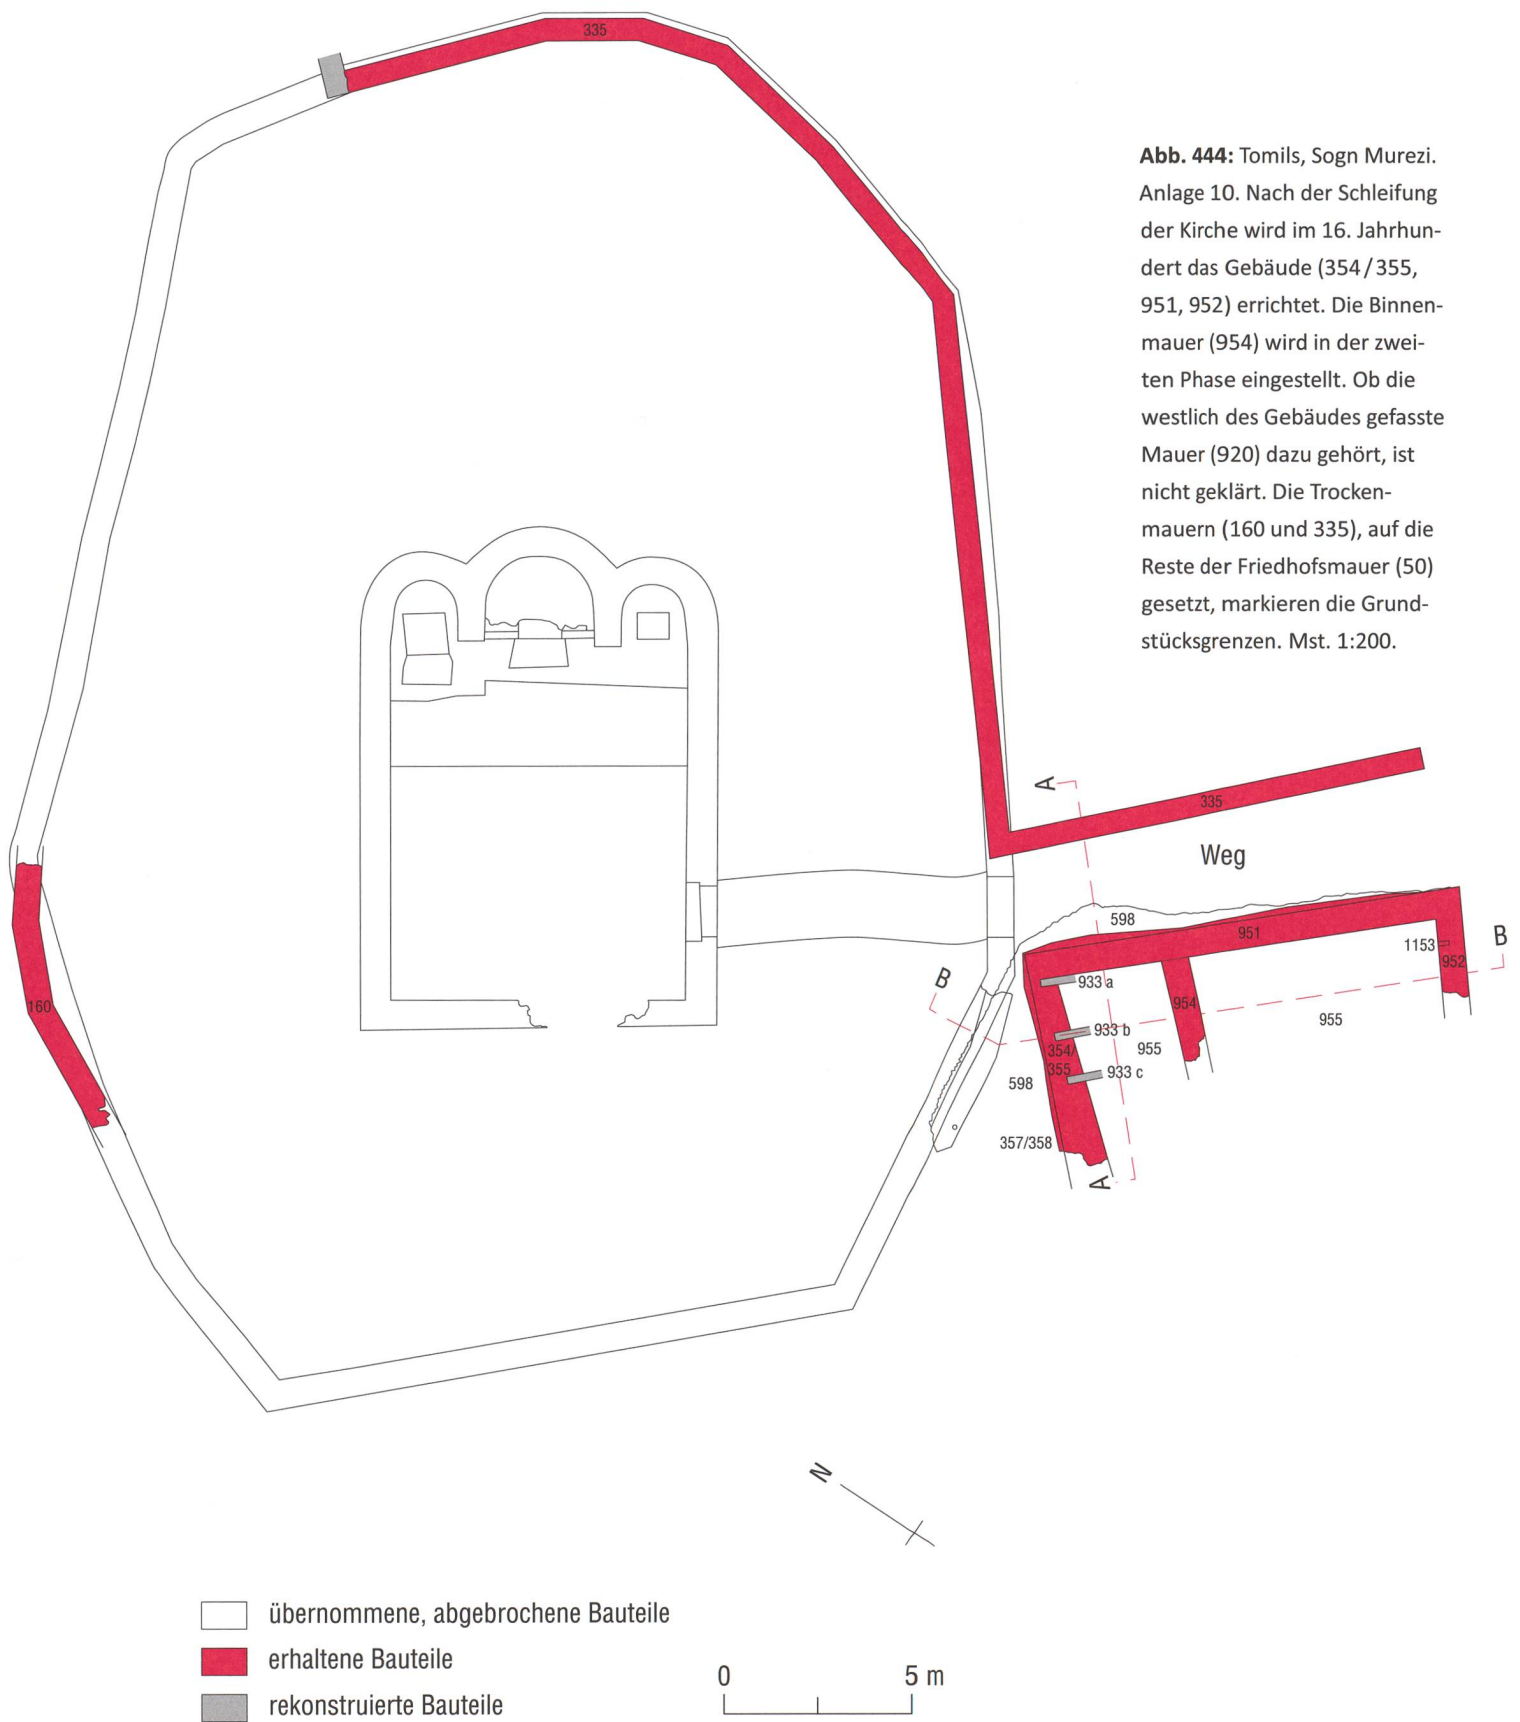 335
Abb. 444: Tomils, Sogn Murezi.
Anlage 10. Nach der Schleifung
der Kirche wird im 16. Jahrhun-
dert das Gebäude (354/355,
951, 952) errichtet. Die Binnen-
mauer (954) wird in der zwei-
ten Phase eingestellt. Ob die
westlich des Gebäudes gefasste
Mauer (920) dazu gehört, ist
nicht geklärt. Die Trocken-
mauern (160 und 335), auf die
Reste der Friedhofsmauer (50)
gesetzt, markieren die Grund-
stücksgrenzen. Mst. 1:200.
A
335
Weg
598
951
1153
952
B
B
933 a
954
933 b
955
955
354/
355
933 c
598
357/358
A
160
N
übernommene, abgebrochene Bauteile
erhaltene Bauteile
rekonstruierte Bauteile
0 5 m